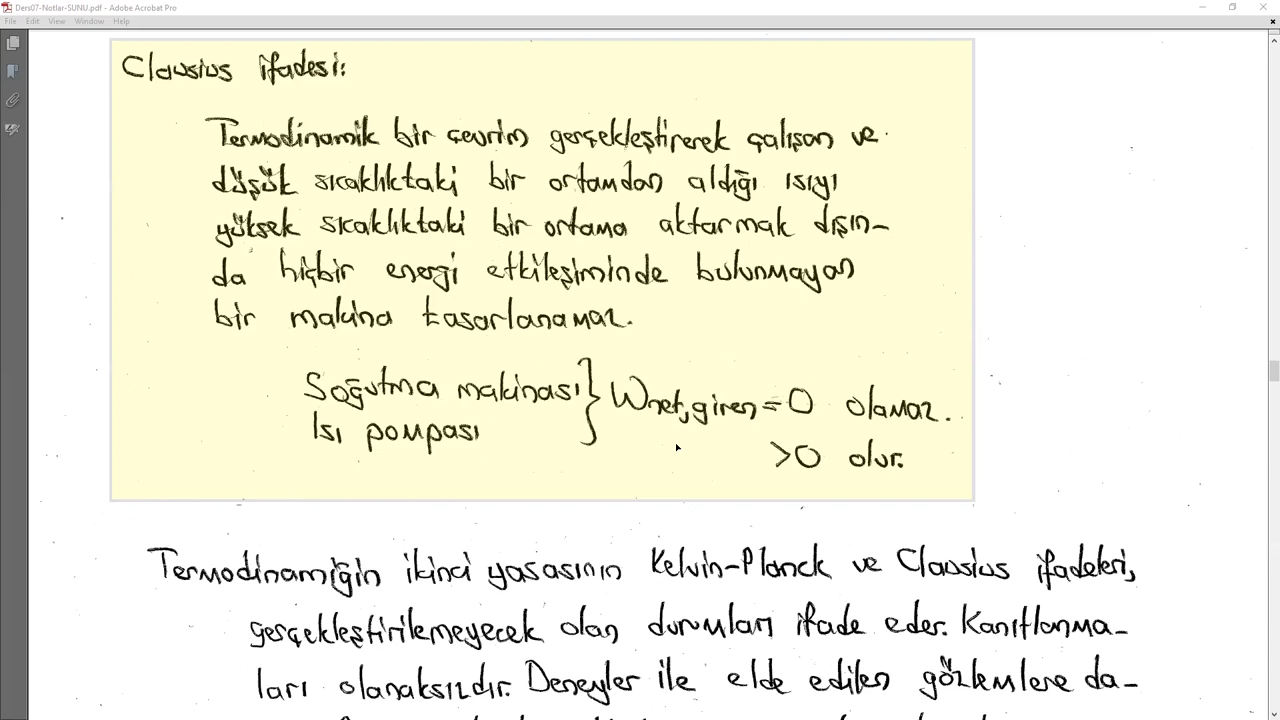 Ders07-Notlar-SUNU.pdf - Adobe Acrobat Pro
File Edit View Window Help
Clausius ifadesi:
Termodinamik bir çevrim gerçekleştirerek çalışan ve
düşük sıcaklıktaki bir ortamdan aldığı ısıyı
yüksek sıcaklıktaki bir ortama aktarmak dışın-
da hiçbir energi etkileşiminde bulunmayan
bir makina tasarlanamaz.
Soğutma makinası } Wnet,giren = 0 olamaz.
Isı pompası
>0 olur.
Termodinamiğin ikinci yasasının Kelvin-Planck ve Clausius ifadeleri,
gerçekleştirilemeyecek olan durumları ifade eder. Kanıtlanma-
ları olanaksızdır. Deneyler ile elde edilen gözlemlere da-